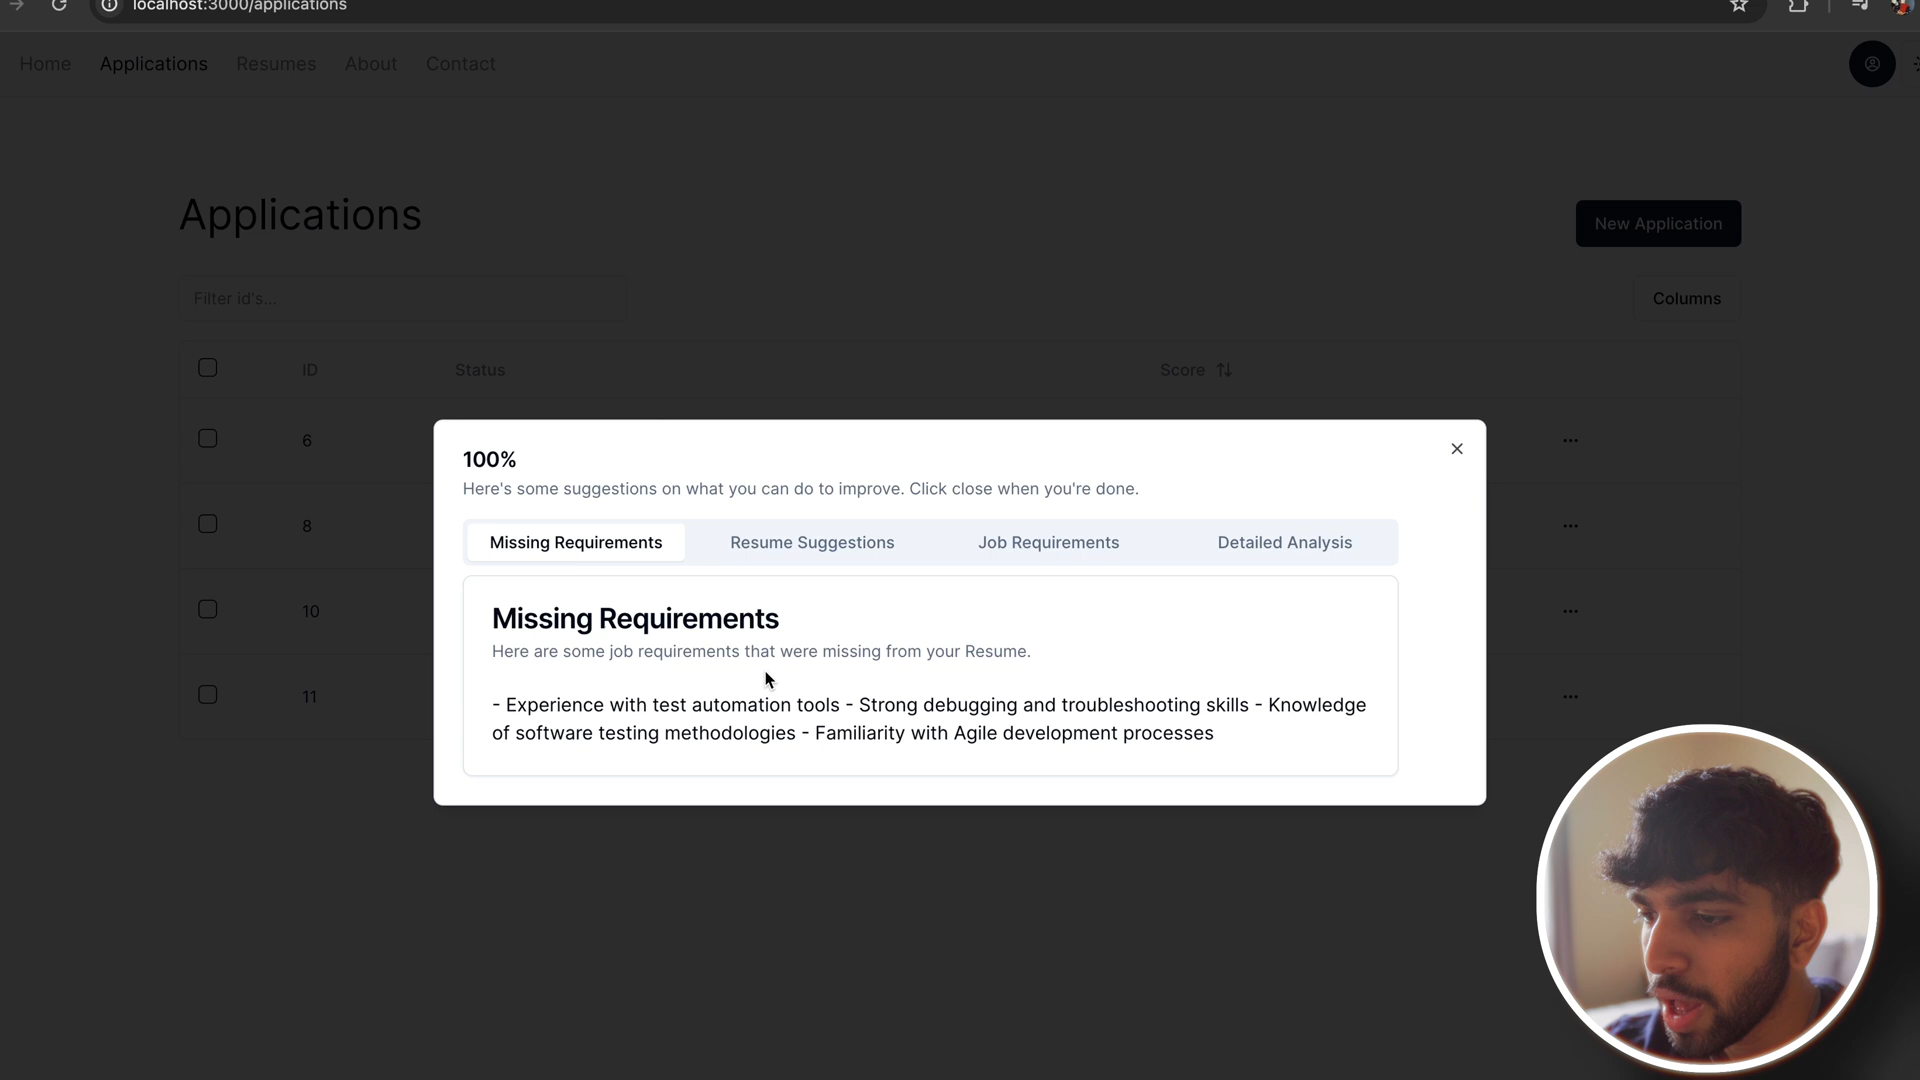 localhost:3000/applications
Home Applications Resumes About Contact
Applications
New Application
Filter id's...
Columns
ID Status Score
6
8
10
11
100%
Here's some suggestions on what you can do to improve. Click close when you're done.
Missing Requirements Resume Suggestions Job Requirements Detailed Analysis
Missing Requirements
Here are some job requirements that were missing from your Resume.
- Experience with test automation tools - Strong debugging and troubleshooting skills - Knowledge
of software testing methodologies - Familiarity with Agile development processes